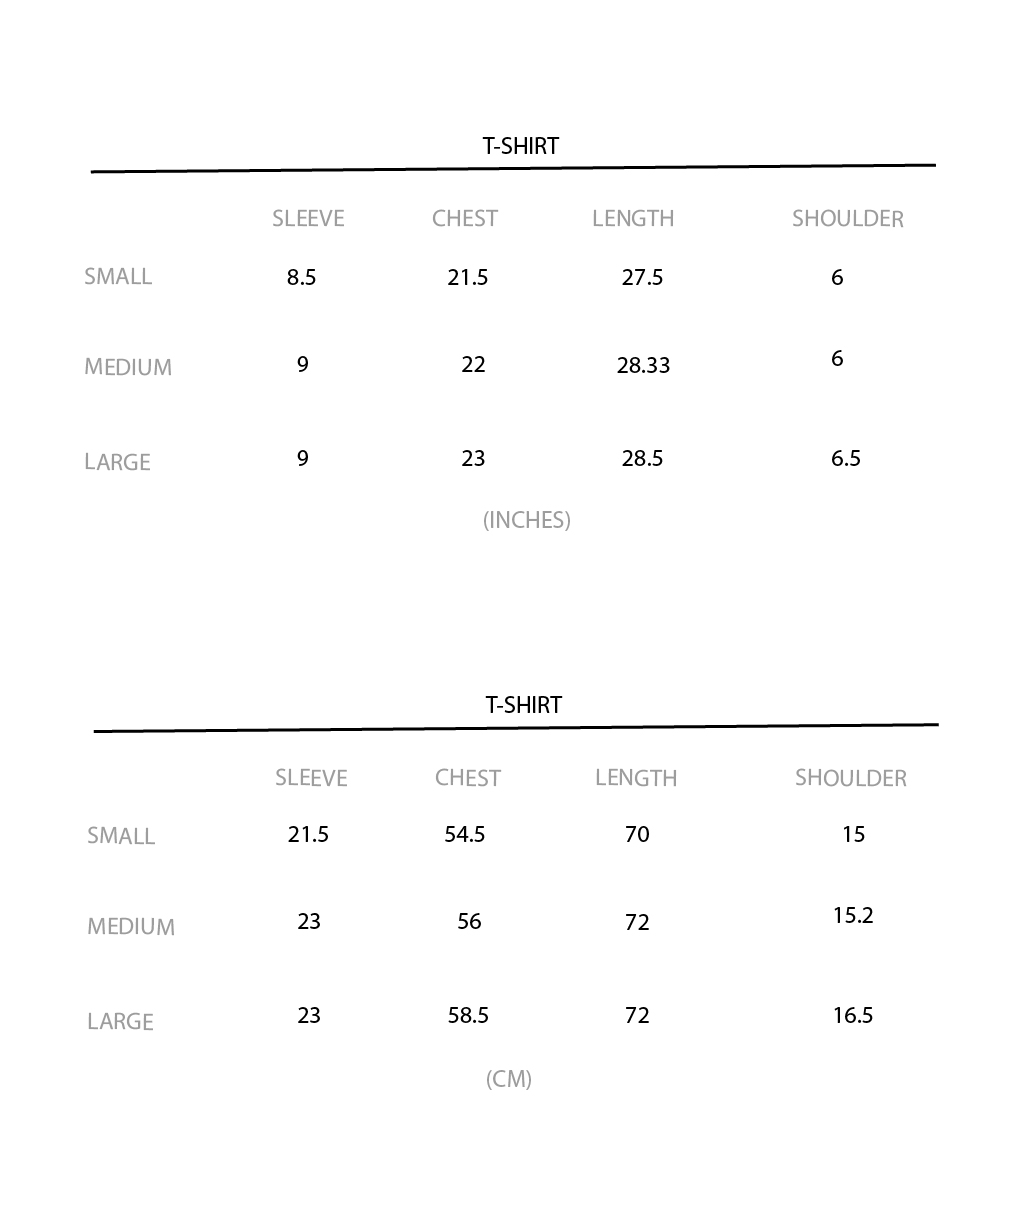 T-SHIRT
SLEEVE CHEST LENGTH SHOULDER
SMALL 8.5 21.5 27.5 6
MEDIUM 9 22 28.33 6
LARGE 9 23 28.5 6.5
(INCHES)
T-SHIRT
SLEEVE CHEST LENGTH SHOULDER
SMALL 21.5 54.5 70 15
MEDIUM 23 56 72 15.2
LARGE 23 58.5 72 16.5
(CM)